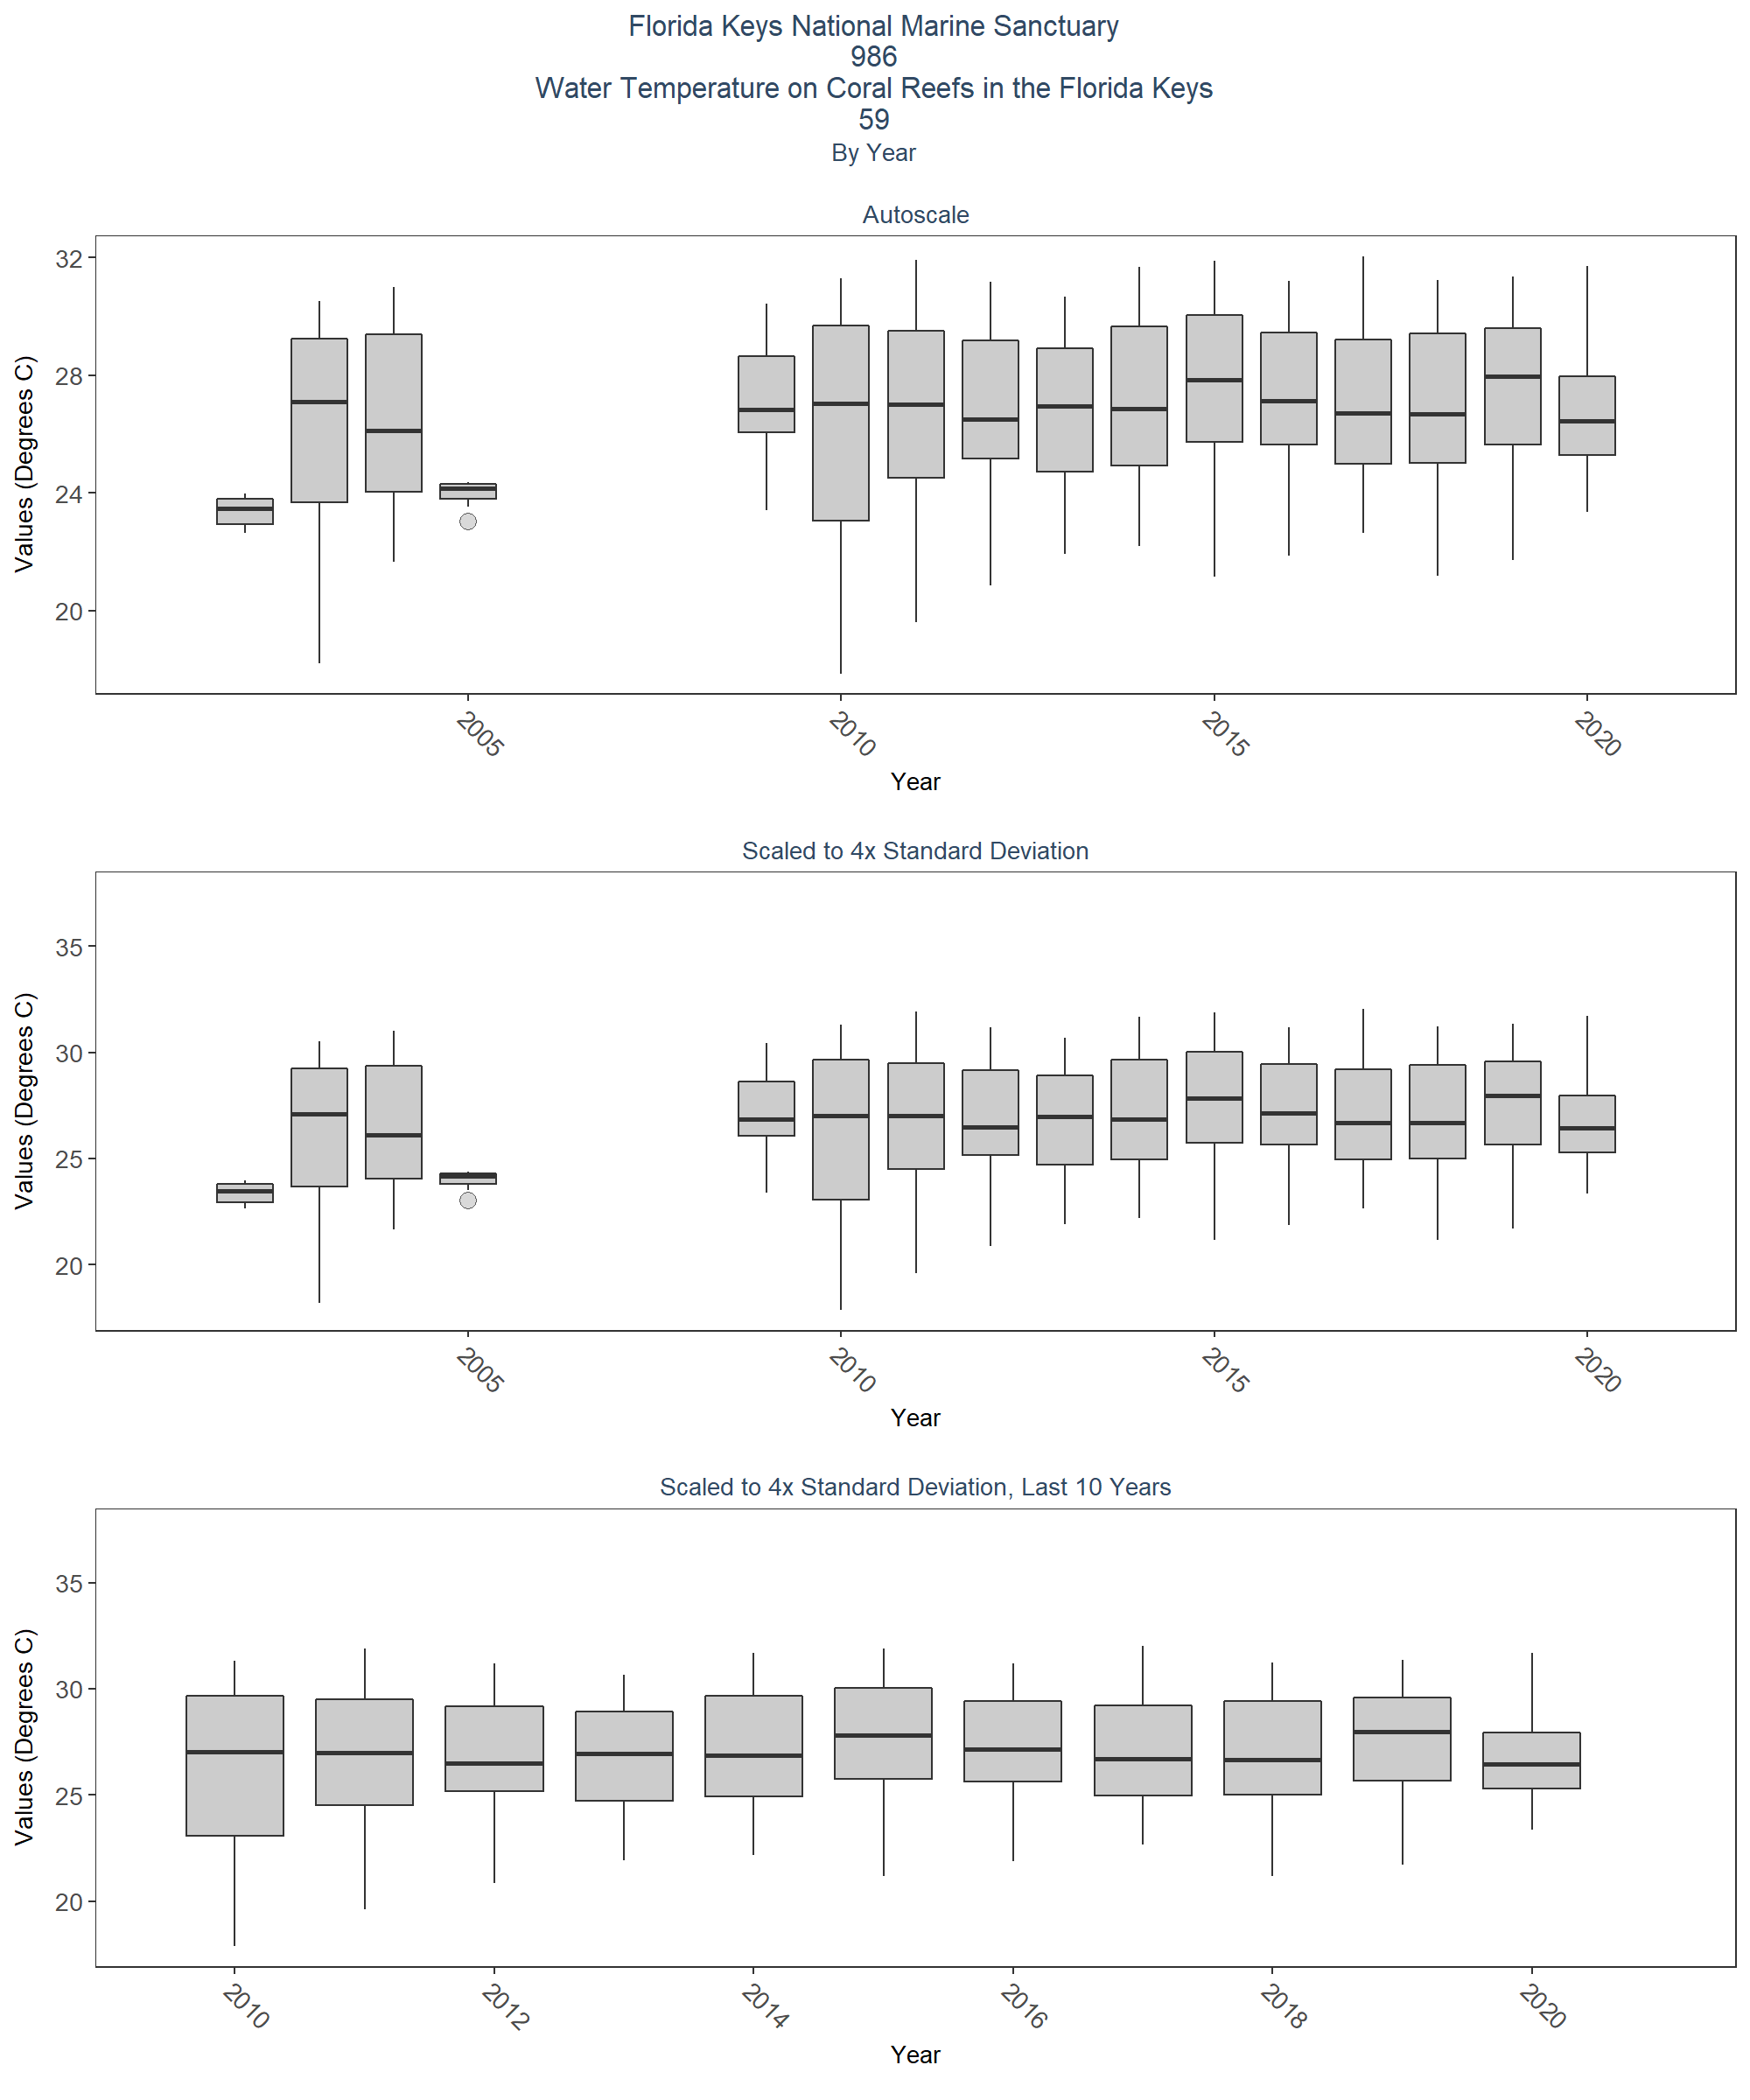 Florida Keys National Marine Sanctuary
986
Water Temperature on Coral Reefs in the Florida Keys
59
By Year
Autoscale
Values (Degrees C)
32
28
24
20
2005
2010
2015
2020
Year
Scaled to 4x Standard Deviation
Values (Degrees C)
35
30
25
20
2005
2010
2015
2020
Year
Scaled to 4x Standard Deviation, Last 10 Years
Values (Degrees C)
35
30
25
20
2010
2012
2014
2016
2018
2020
Year